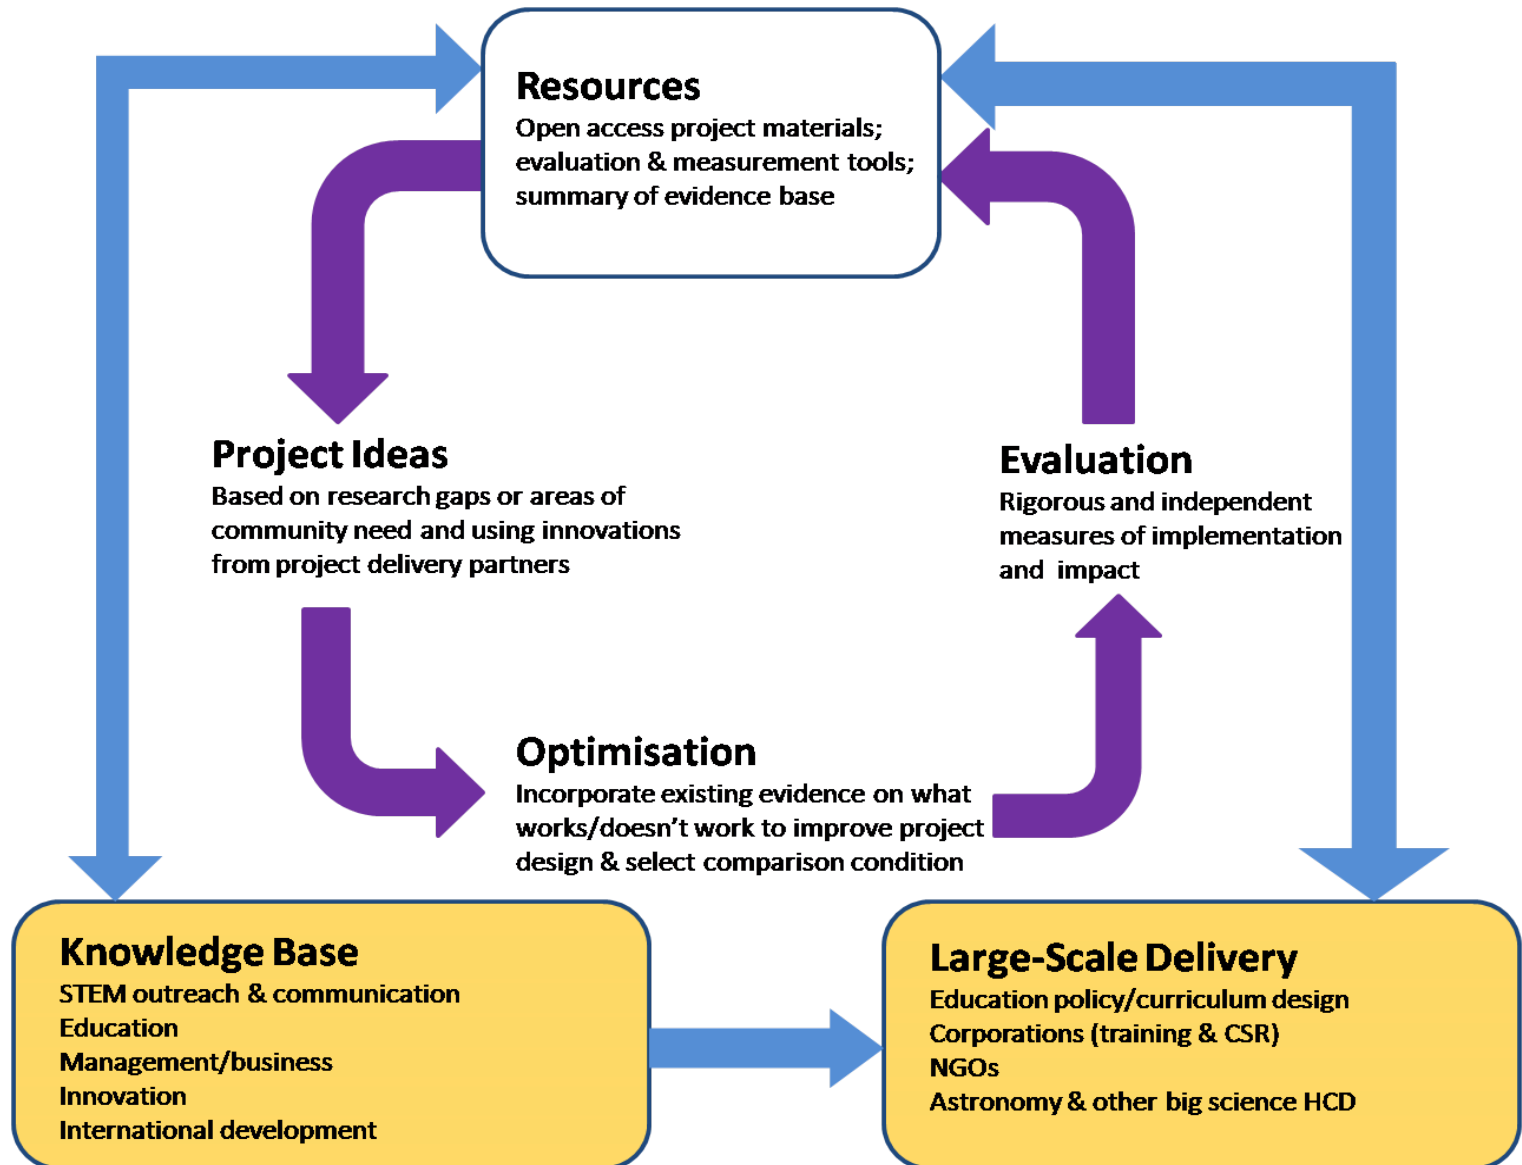 Resources
Open access project materials;
evaluation & measurement tools;
summary of evidence base
Project Ideas
Based on research gaps or areas of
community need and using innovations
from project delivery partners
Evaluation
Rigorous and independent
measures of implementation
and impact
Optimisation
Incorporate existing evidence on what
works/doesn't work to improve project
design & select comparison condition
Knowledge Base
STEM outreach & communication
Education
Management/business
Innovation
International development
Large-Scale Delivery
Education policy/curriculum design
Corporations (training & CSR)
NGOs
Astronomy & other big science HCD